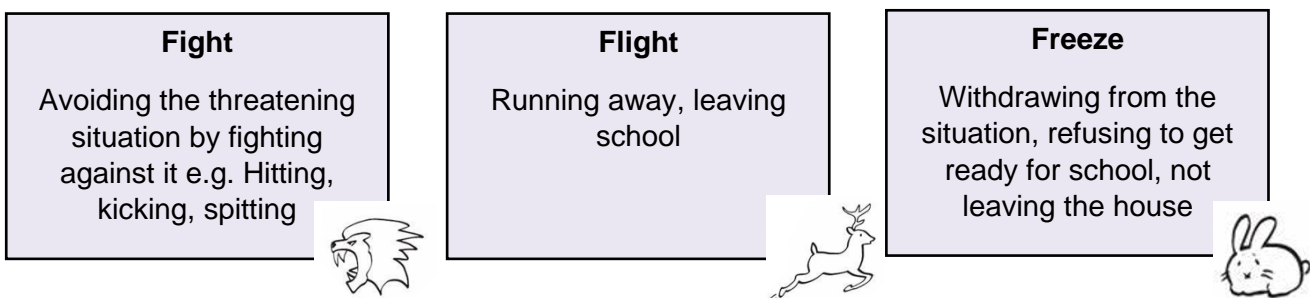 Fight
Avoiding the threatening
situation by fighting
against it e.g. Hitting,
kicking, spitting
Flight
Running away, leaving
school
Freeze
Withdrawing from the
situation, refusing to get
ready for school, not
leaving the house